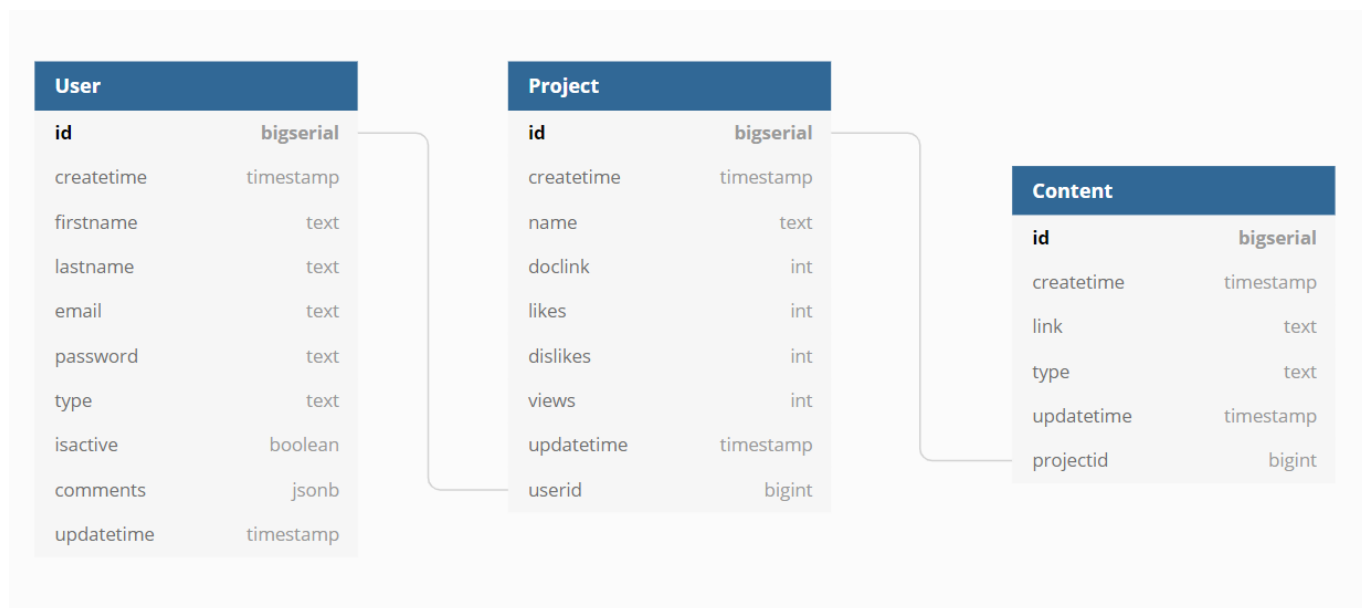 User
id bigserial
createtime timestamp
firstname text
lastname text
email text
password text
type text
isactive boolean
comments jsonb
updatetime timestamp
Project
id bigserial
createtime timestamp
name text
doclink int
likes int
dislikes int
views int
updatetime timestamp
userid bigint
Content
id bigserial
createtime timestamp
link text
type text
updatetime timestamp
projectid bigint